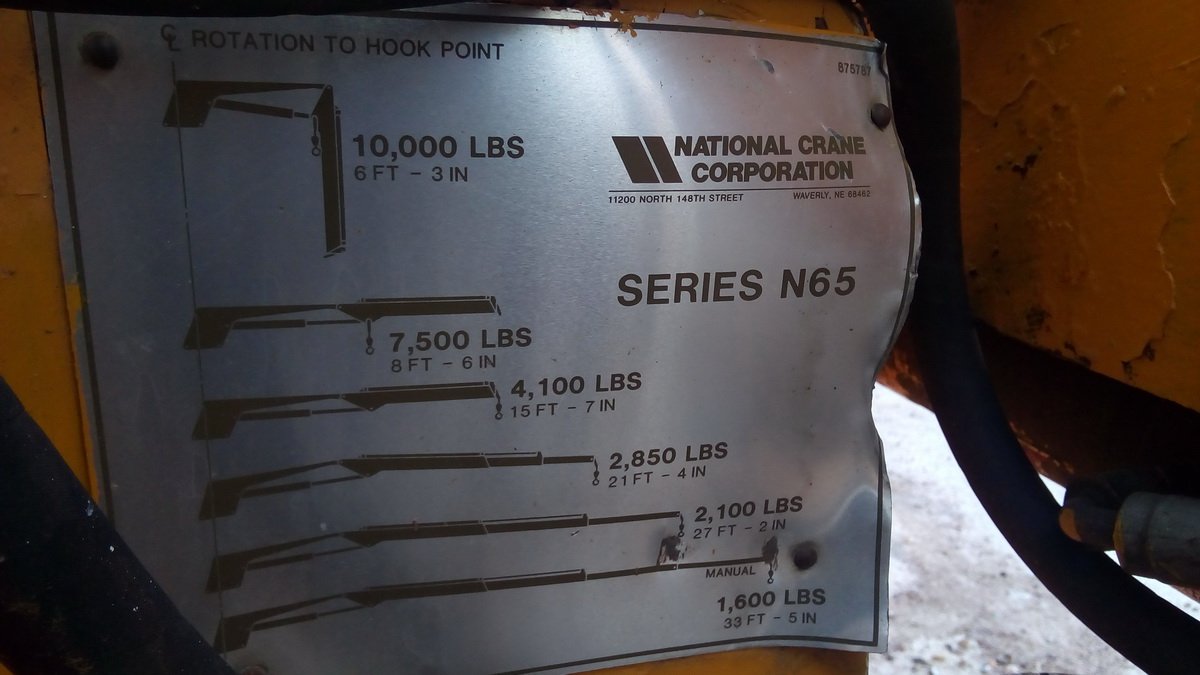 ℄ ROTATION TO HOOK POINT
875787
NATIONAL CRANE
CORPORATION
11200 NORTH 148TH STREET WAVERLY, NE 68462
SERIES N65
10,000 LBS
6 FT - 3 IN
7,500 LBS
8 FT - 6 IN
4,100 LBS
15 FT - 7 IN
2,850 LBS
21 FT - 4 IN
2,100 LBS
27 FT - 2 IN
MANUAL
1,600 LBS
33 FT - 5 IN